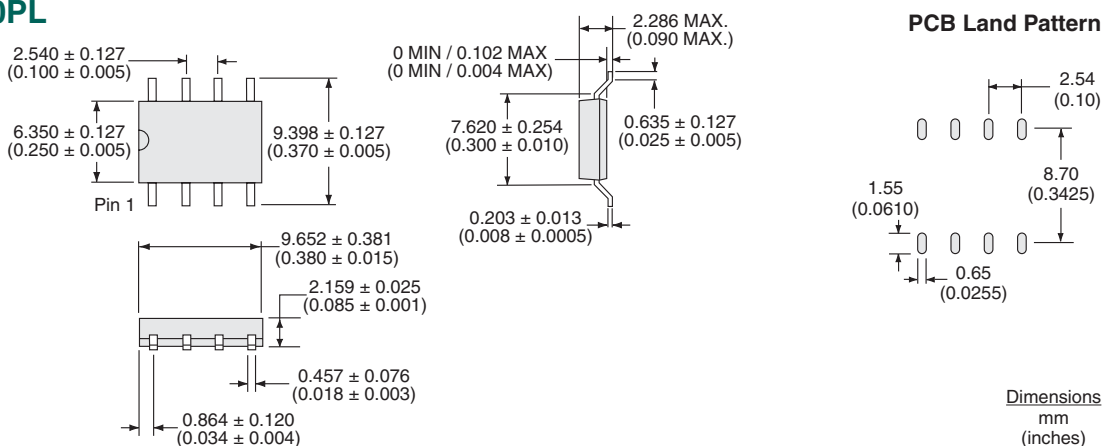 0PL
2.540 ± 0.127
(0.100 ± 0.005)
6.350 ± 0.127
(0.250 ± 0.005)
9.398 ± 0.127
(0.370 ± 0.005)
Pin 1
9.652 ± 0.381
(0.380 ± 0.015)
2.159 ± 0.025
(0.085 ± 0.001)
0.457 ± 0.076
(0.018 ± 0.003)
0.864 ± 0.120
(0.034 ± 0.004)
2.286 MAX.
(0.090 MAX.)
0 MIN / 0.102 MAX
(0 MIN / 0.004 MAX)
7.620 ± 0.254
(0.300 ± 0.010)
0.635 ± 0.127
(0.025 ± 0.005)
0.203 ± 0.013
(0.008 ± 0.0005)
PCB Land Pattern
2.54
(0.10)
8.70
(0.3425)
1.55
(0.0610)
0.65
(0.0255)
Dimensions
mm
(inches)